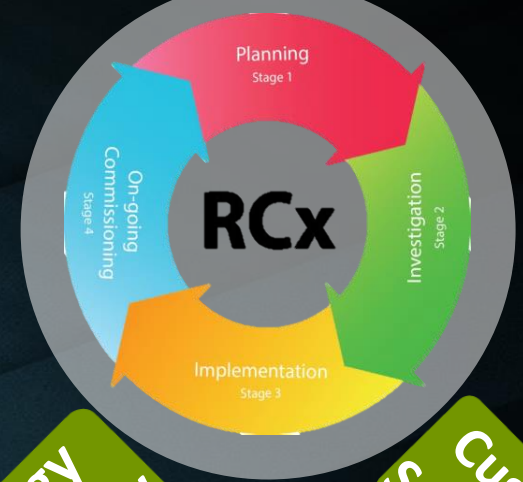 Planning
Stage 1
Investigation
Stage 2
RCx
Implementation
Stage 3
On-going
Commissioning
Stage 4